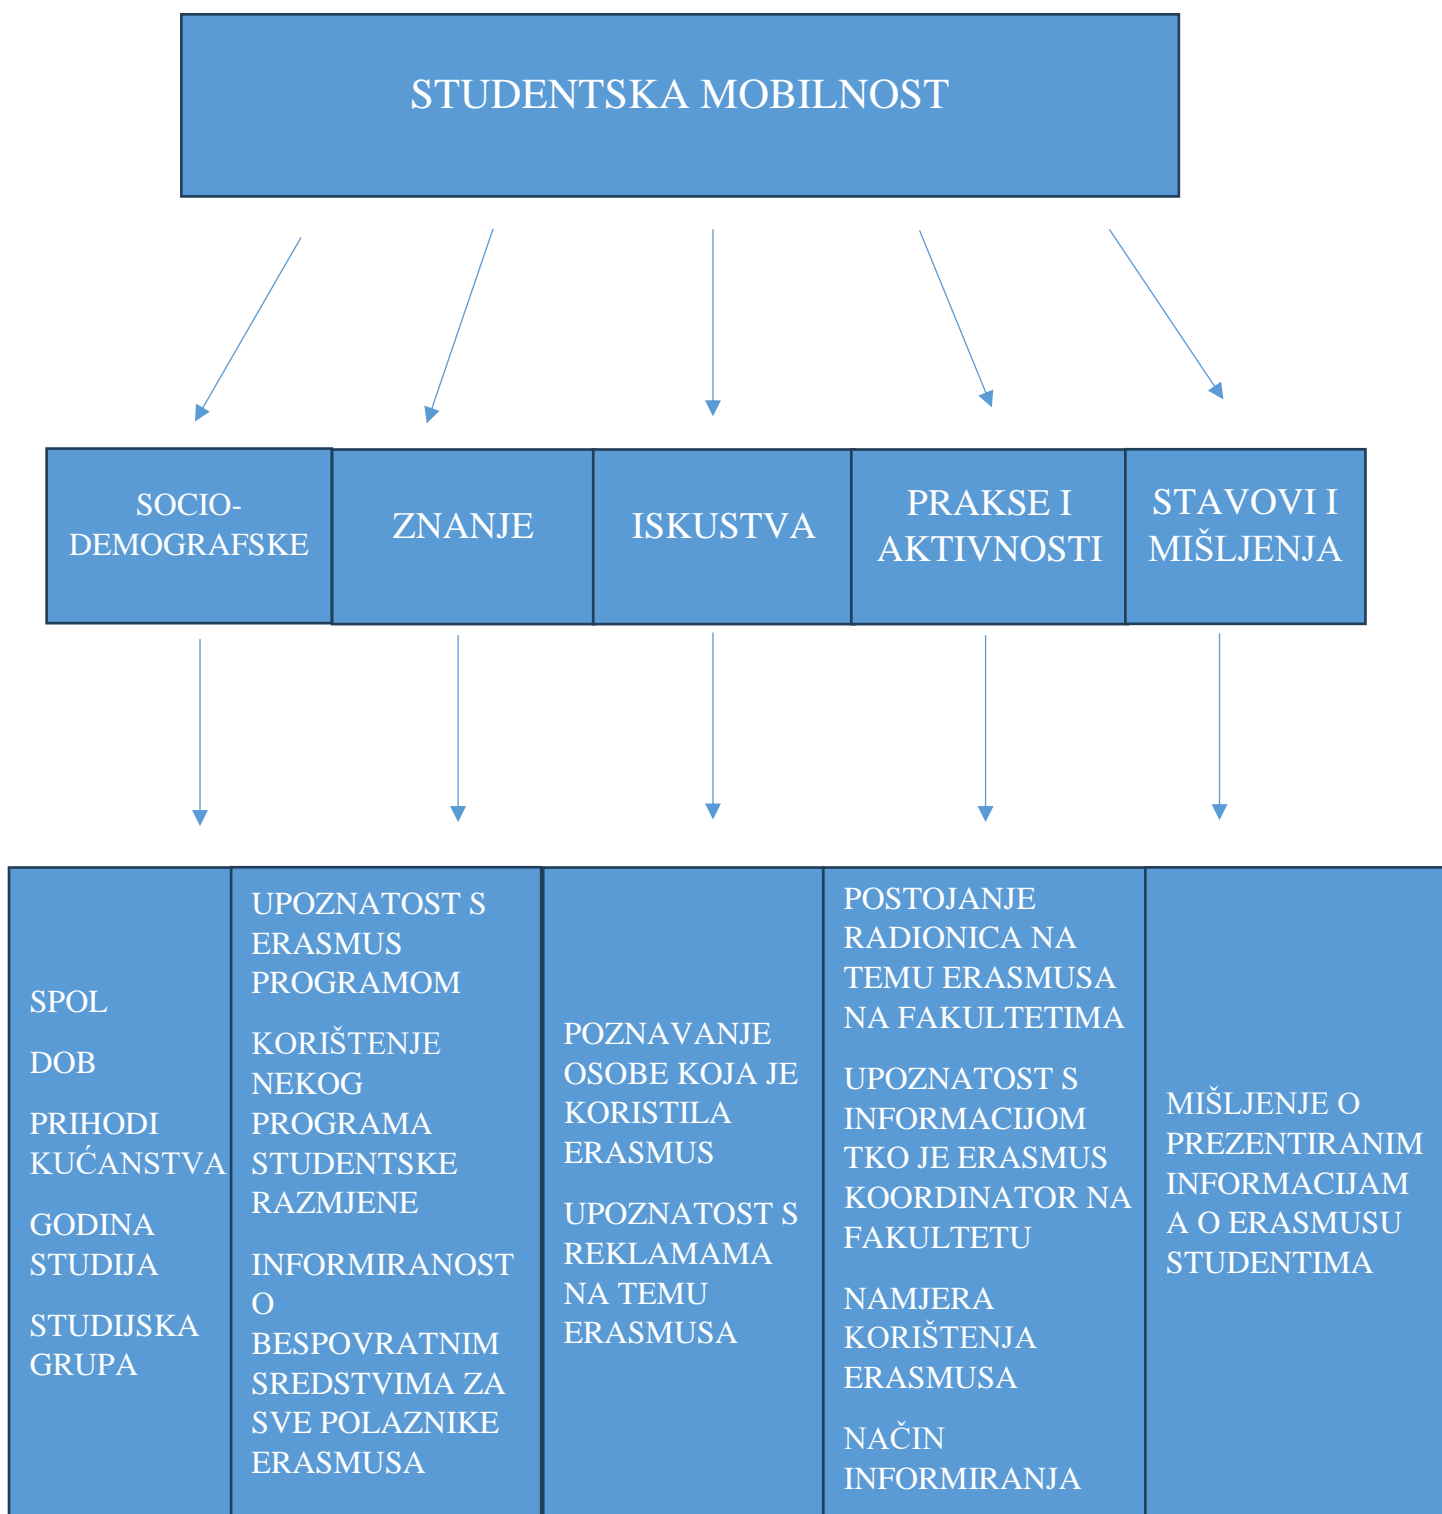 STUDENTSKA MOBILNOST
SOCIO-
DEMOGRAFSKE
ZNANJE
ISKUSTVA
PRAKSE I
AKTIVNOSTI
STAVOVI I
MIŠLJENJA
SPOL
DOB
PRIHODI
KUĆANSTVA
GODINA
STUDIJA
STUDIJSKA
GRUPA
UPOZNATOST S
ERASMUS
PROGRAMOM
KORIŠTENJE
NEKOG
PROGRAMA
STUDENTSKE
RAZMJENE
INFORMIRANOST
O
BESPOVRATNIM
SREDSTVIMA ZA
SVE POLAZNIKE
ERASMUSA
POZNAVANJE
OSOBE KOJA JE
KORISTILA
ERASMUS
UPOZNATOST S
REKLAMAMA
NA TEMU
ERASMUSA
POSTOJANJE
RADIONICA NA
TEMU ERASMUSA
NA FAKULTETIMA
UPOZNATOST S
INFORMACIJOM
TKO JE ERASMUS
KOORDINATOR NA
FAKULTETU
NAMJERA
KORIŠTENJA
ERASMUSA
NAČIN
INFORMIRANJA
MIŠLJENJE O
PREZENTIRANIM
INFORMACIJAM
A O ERASMUSU
STUDENTIMA